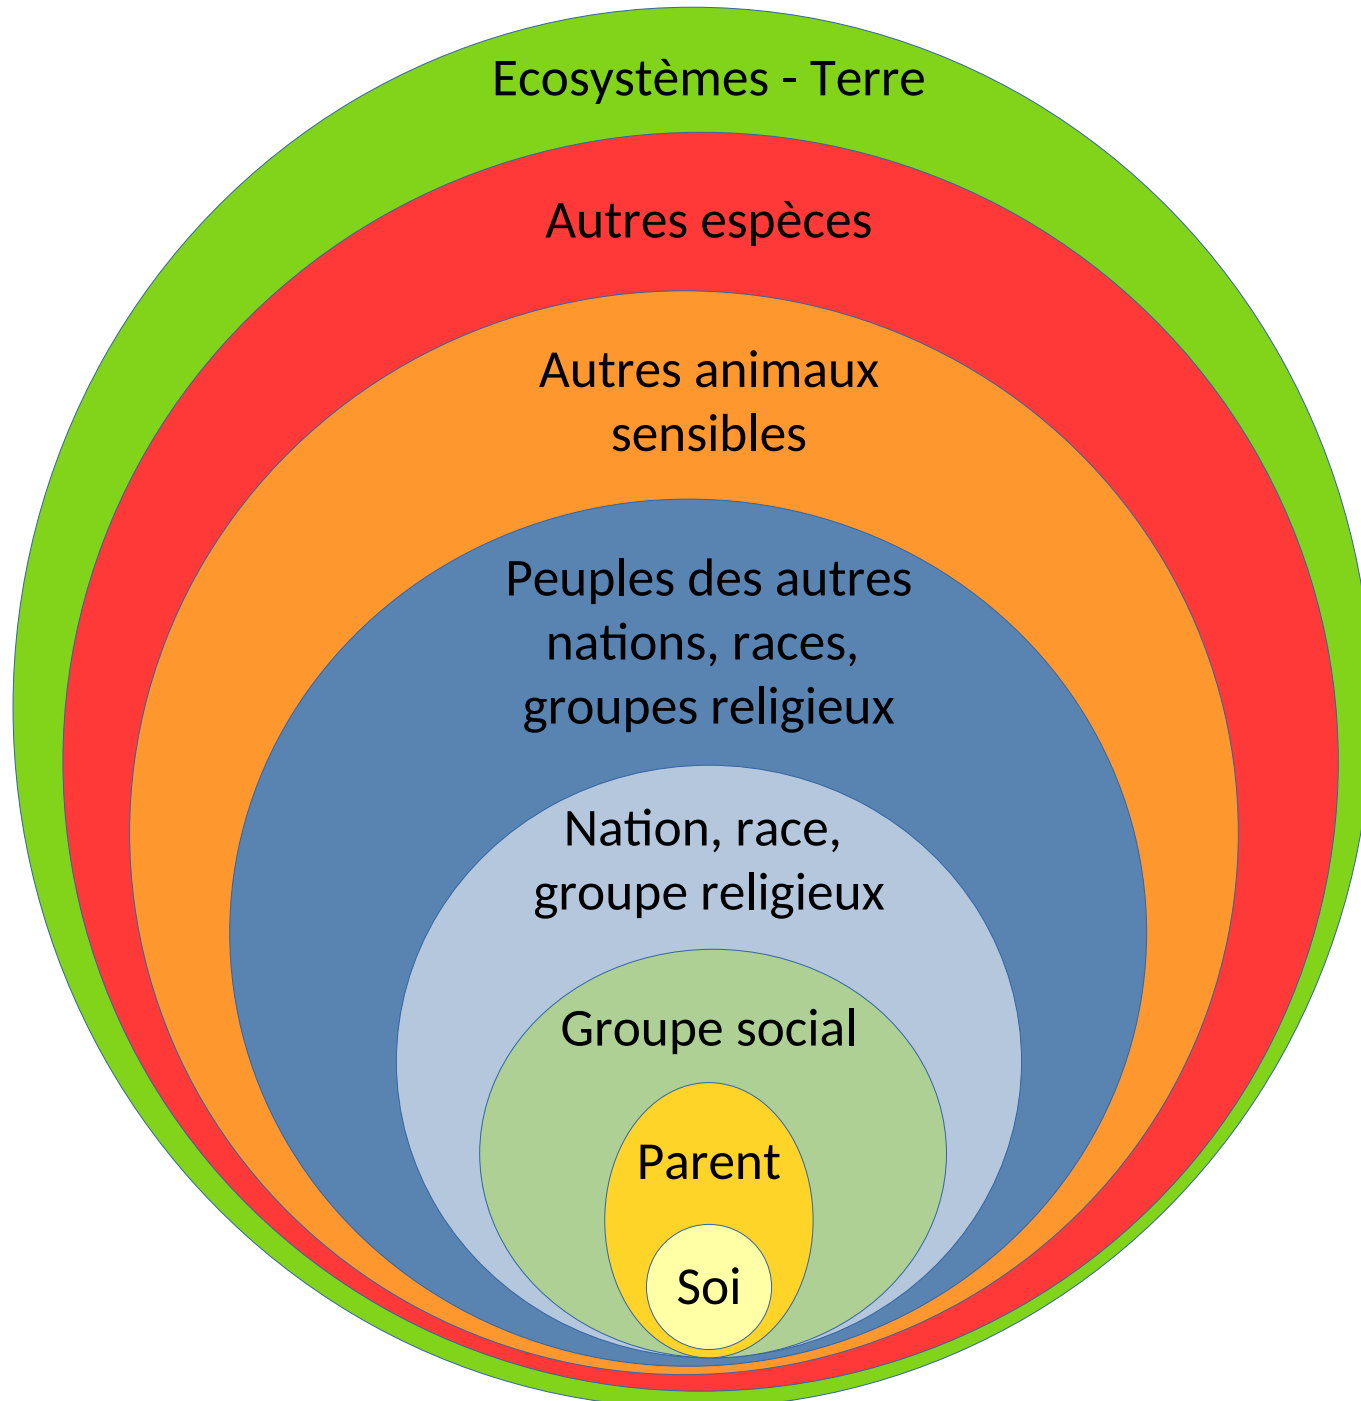 Ecosystèmes - Terre
Autres espèces
Autres animaux
sensibles
Peuples des autres
nations, races,
groupes religieux
Nation, race,
groupe religieux
Groupe social
Parent
Soi